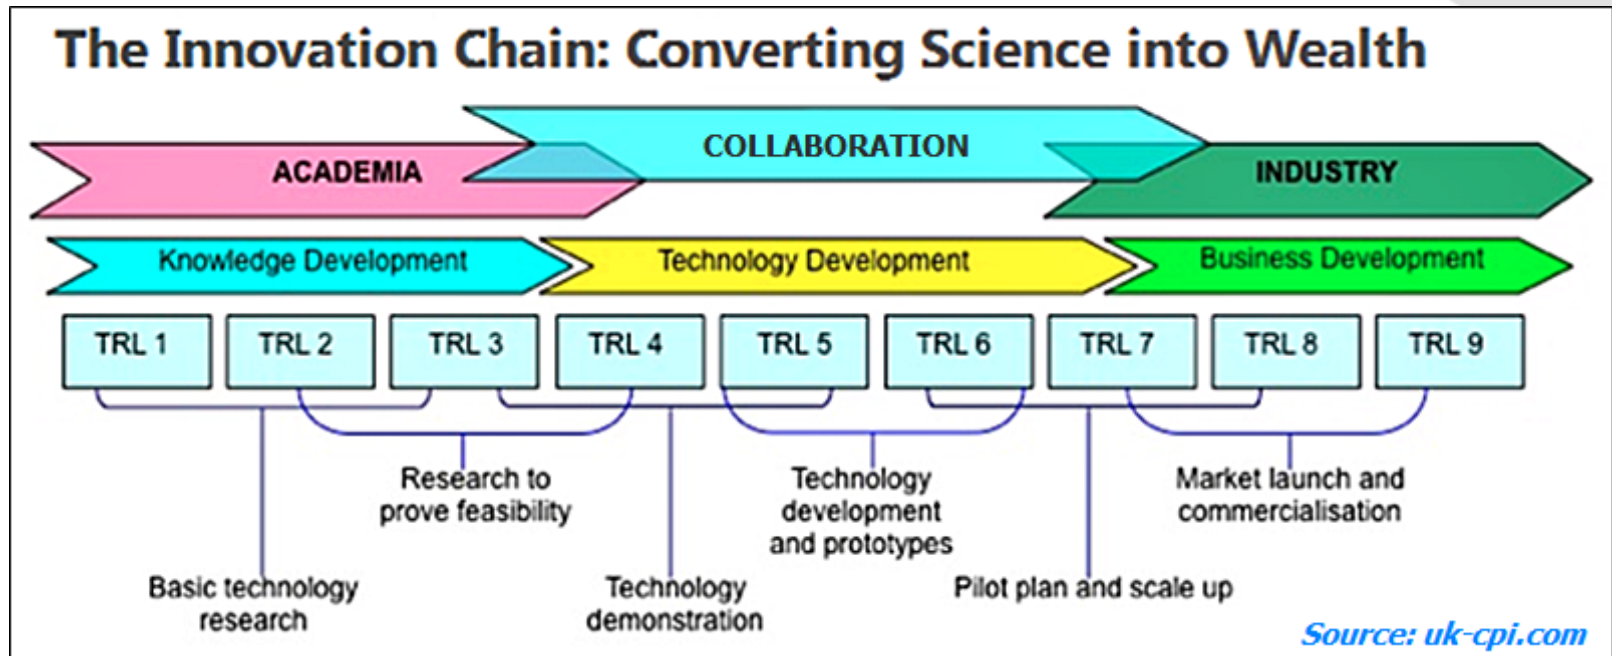 The Innovation Chain: Converting Science into Wealth
COLLABORATION
ACADEMIA
INDUSTRY
Knowledge Development
Technology Development
Business Development
TRL 1
TRL 2
TRL 3
TRL 4
TRL 5
TRL 6
TRL 7
TRL 8
TRL 9
Research to
prove feasibility
Technology
development
and prototypes
Market launch and
commercialisation
Basic technology
research
Technology
demonstration
Pilot plan and scale up
Source: uk-cpi.com